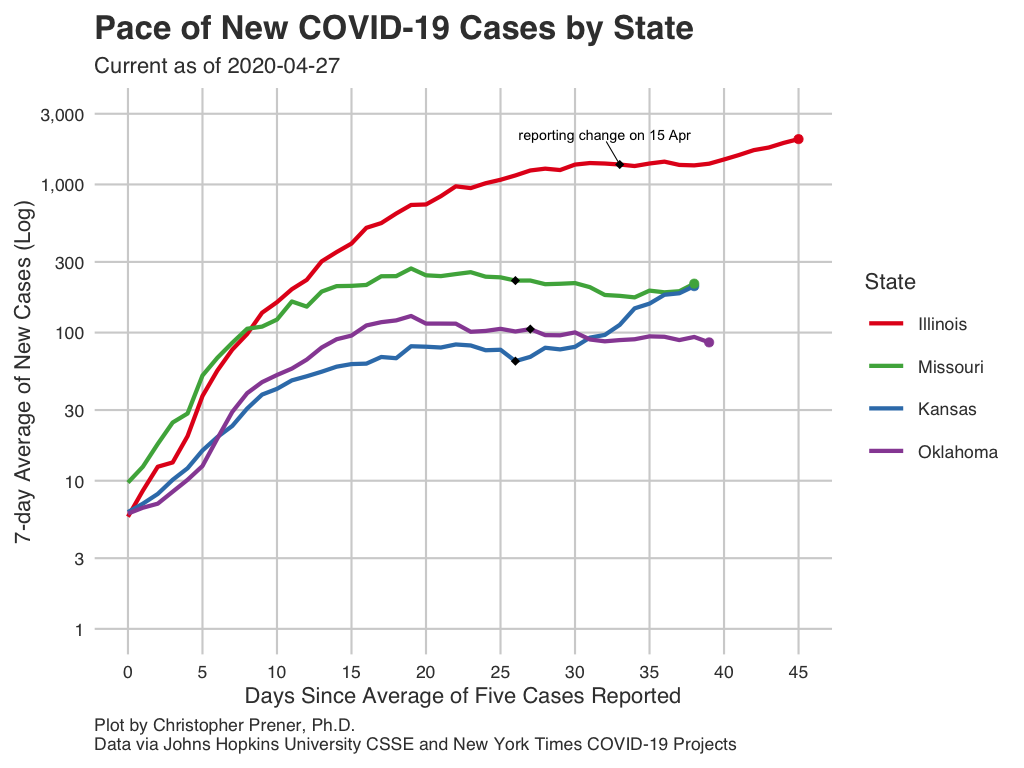 Pace of New COVID-19 Cases by State
Current as of 2020-04-27
7-day Average of New Cases (Log)
3,000
1,000
300
100
30
10
3
1
reporting change on 15 Apr
State
Illinois
Missouri
Kansas
Oklahoma
0 5 10 15 20 25 30 35 40 45
Days Since Average of Five Cases Reported
Plot by Christopher Prener, Ph.D.
Data via Johns Hopkins University CSSE and New York Times COVID-19 Projects